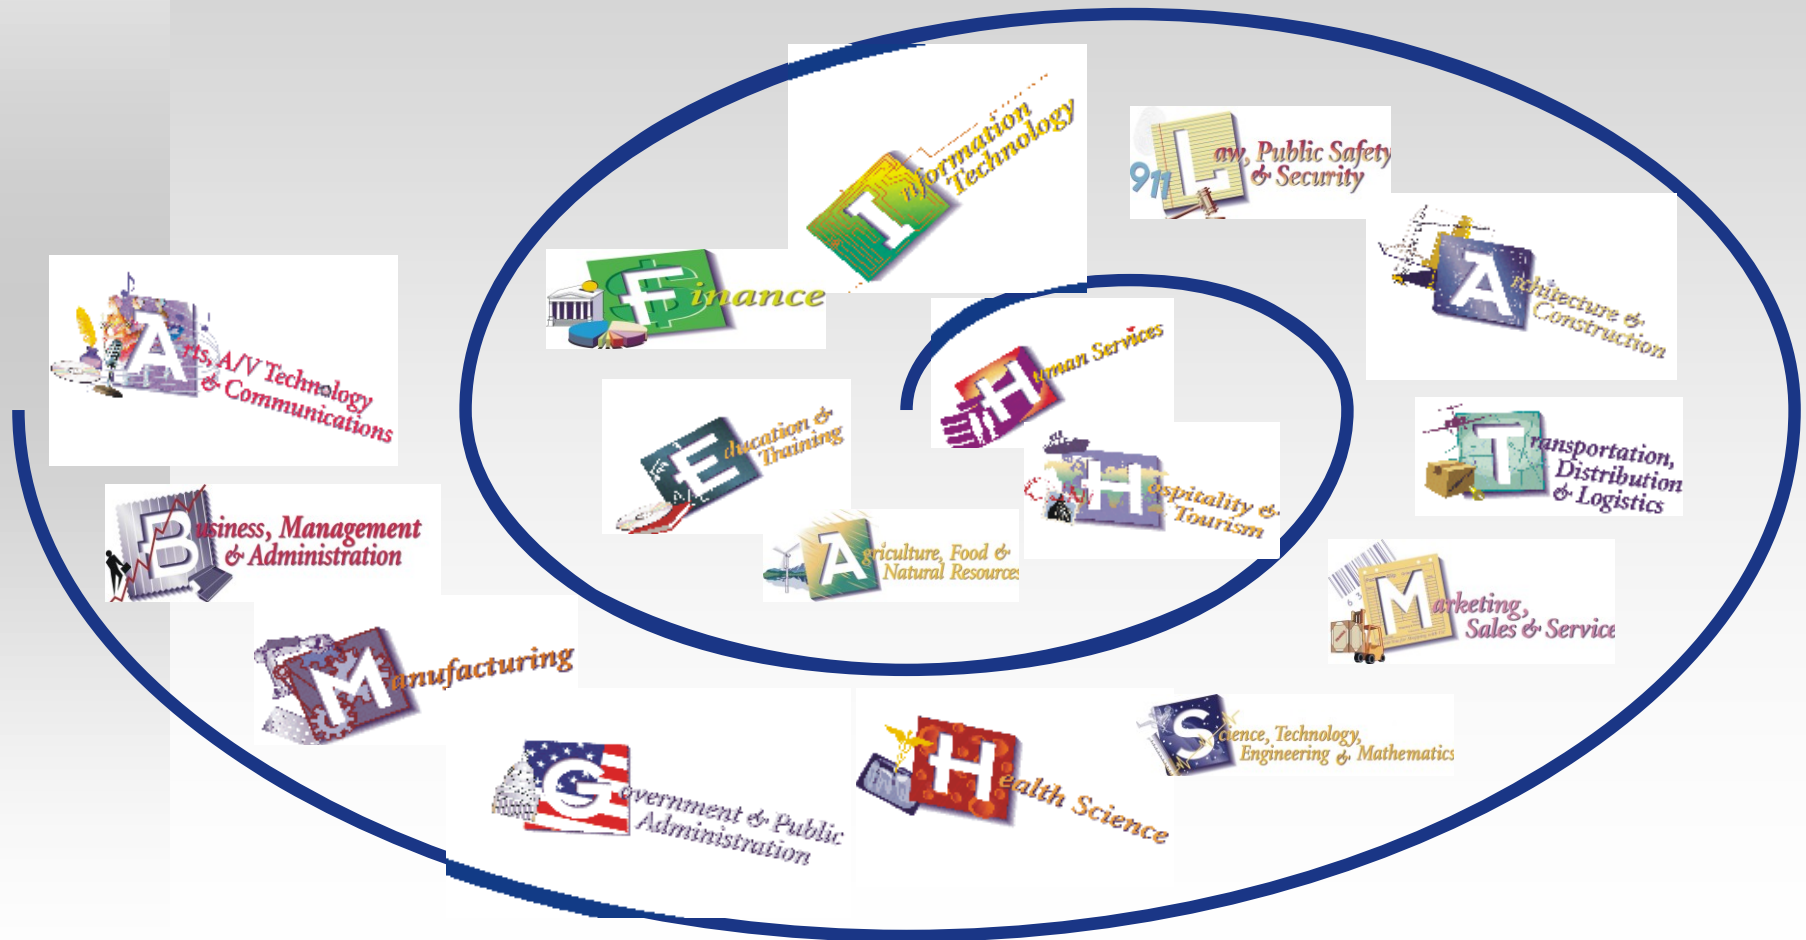 Information
Technology
911
Law, Public Safety
& Security
Architecture &
Construction
Finance
Arts, A/V Technology
& Communications
Human Services
Education &
Training
Hospitality &
Tourism
Transportation,
Distribution
& Logistics
Business, Management
& Administration
Agriculture, Food &
Natural Resources
Marketing,
Sales & Service
Manufacturing
Government & Public
Administration
Health Science
Science, Technology,
Engineering & Mathematics